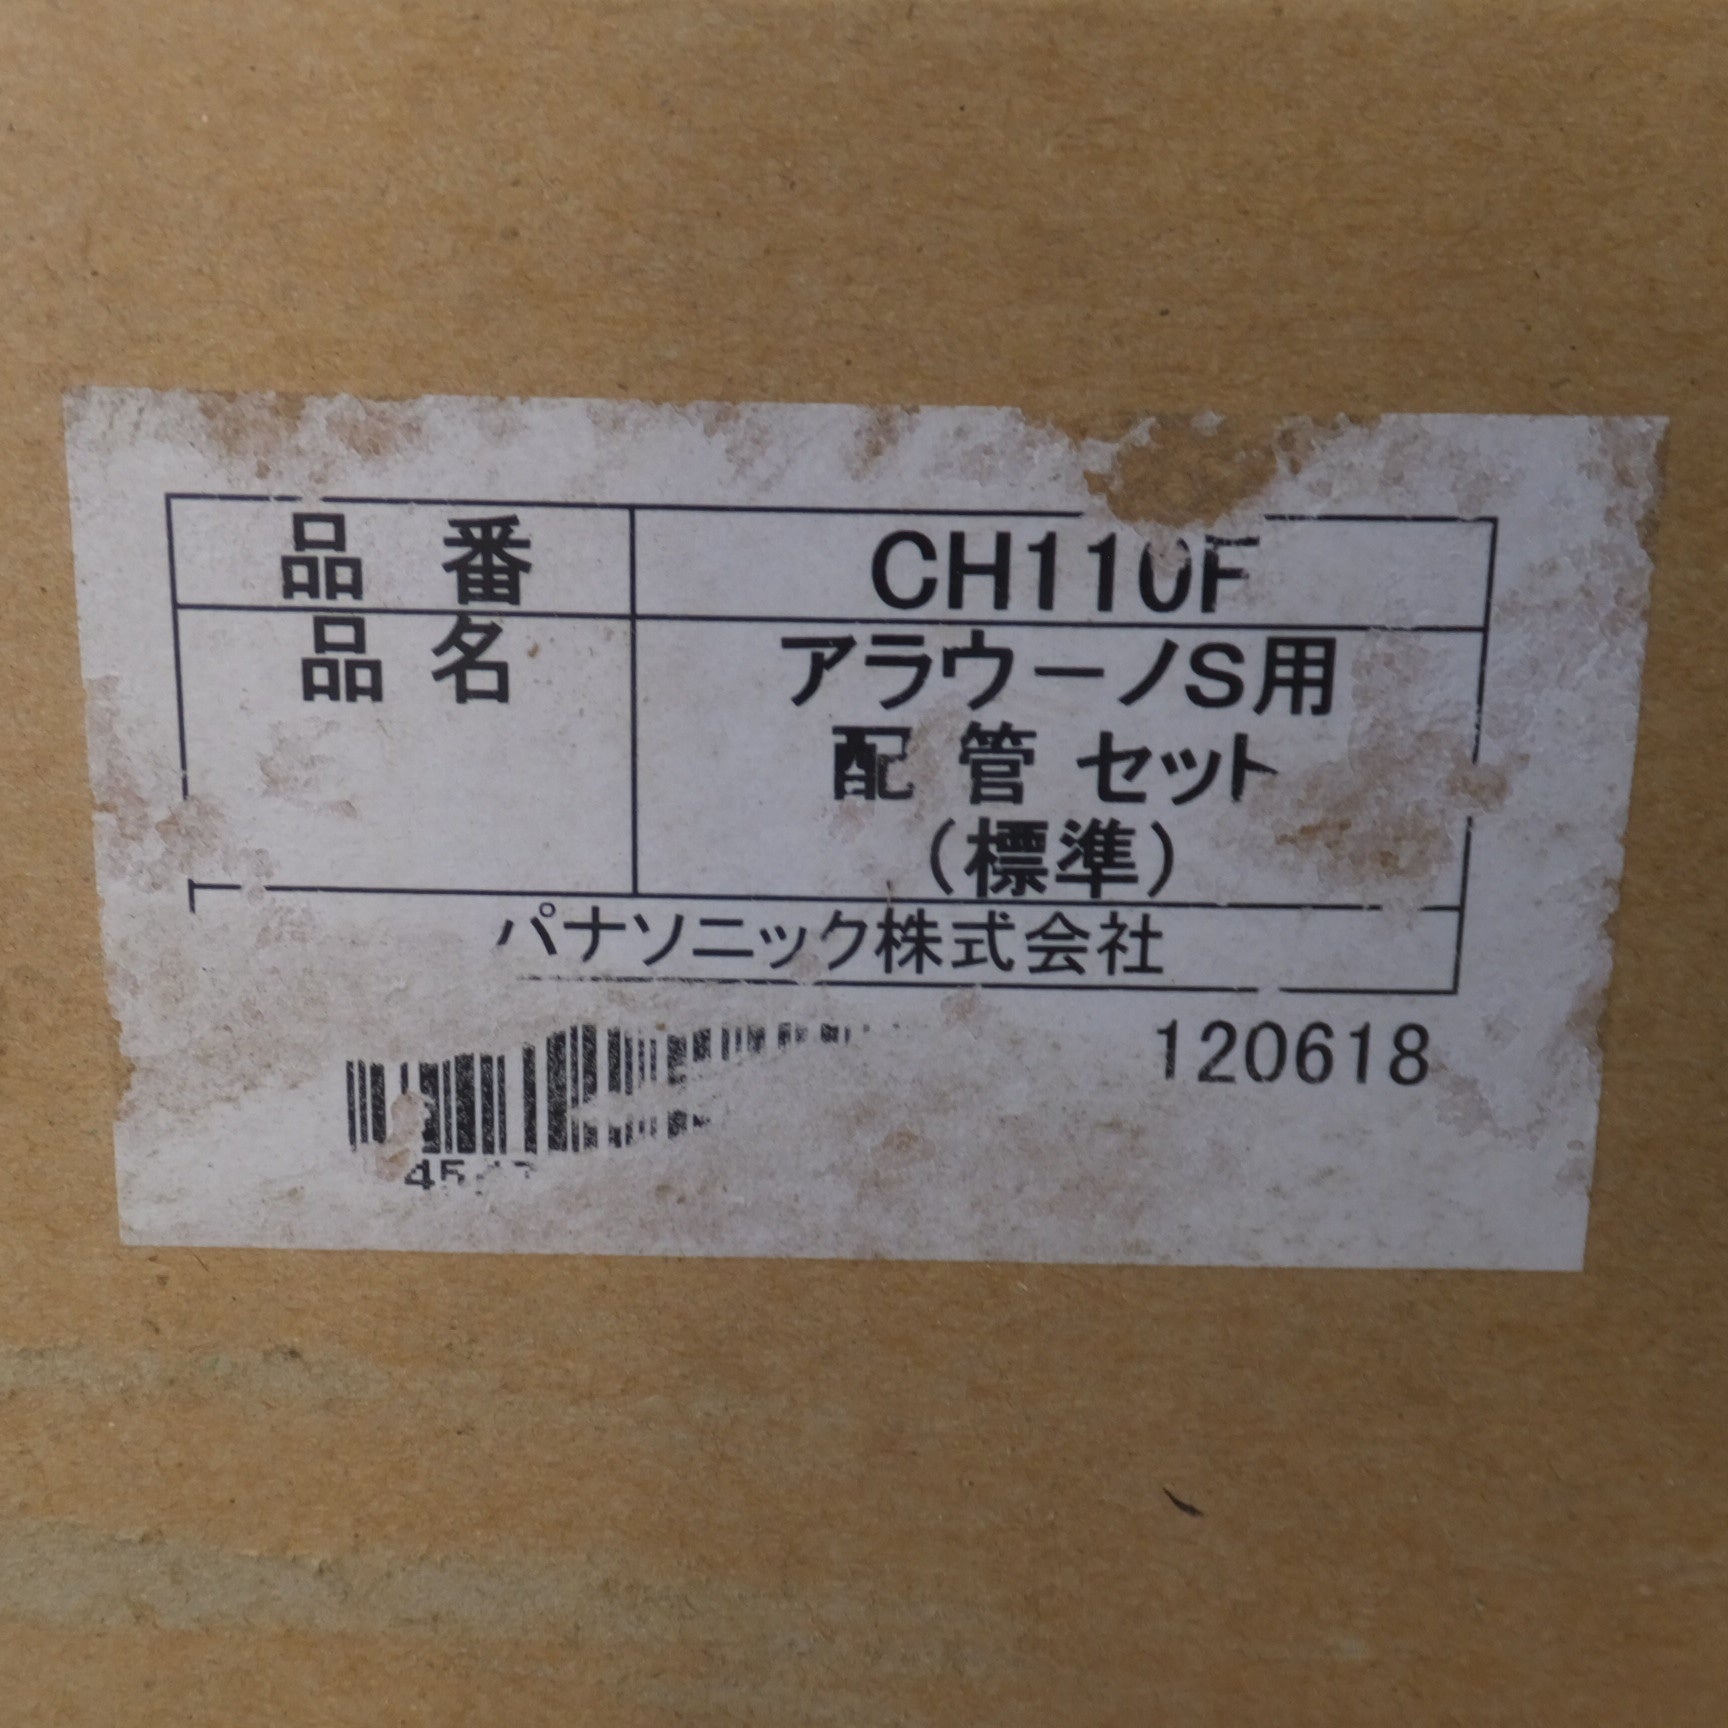 品番 CH110F
品名 アラウーノS用
配管セット
(標準)
パナソニック株式会社
120618